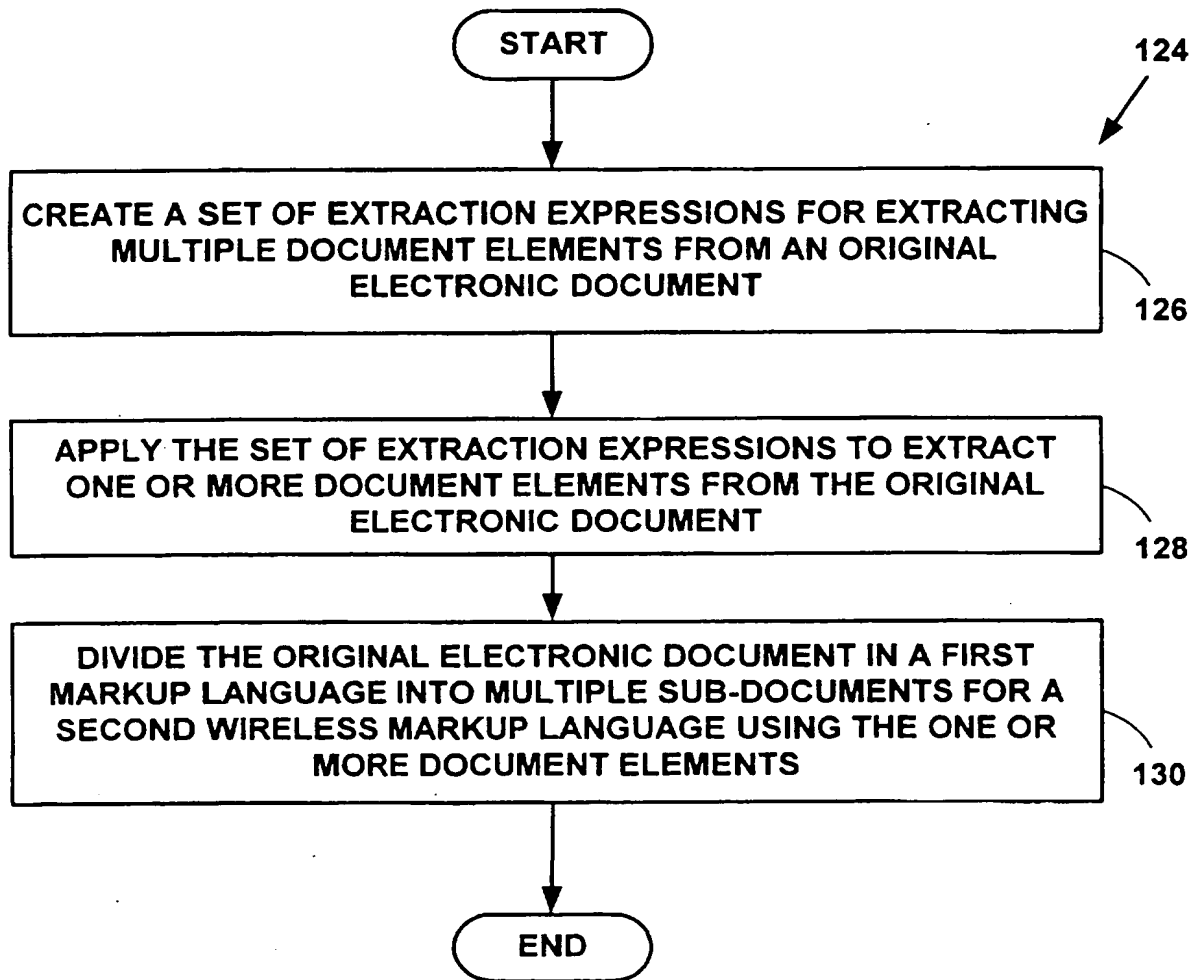 START
124
CREATE A SET OF EXTRACTION EXPRESSIONS FOR EXTRACTING
MULTIPLE DOCUMENT ELEMENTS FROM AN ORIGINAL
ELECTRONIC DOCUMENT
126
APPLY THE SET OF EXTRACTION EXPRESSIONS TO EXTRACT
ONE OR MORE DOCUMENT ELEMENTS FROM THE ORIGINAL
ELECTRONIC DOCUMENT
128
DIVIDE THE ORIGINAL ELECTRONIC DOCUMENT IN A FIRST
MARKUP LANGUAGE INTO MULTIPLE SUB-DOCUMENTS FOR A
SECOND WIRELESS MARKUP LANGUAGE USING THE ONE OR
MORE DOCUMENT ELEMENTS
130
END